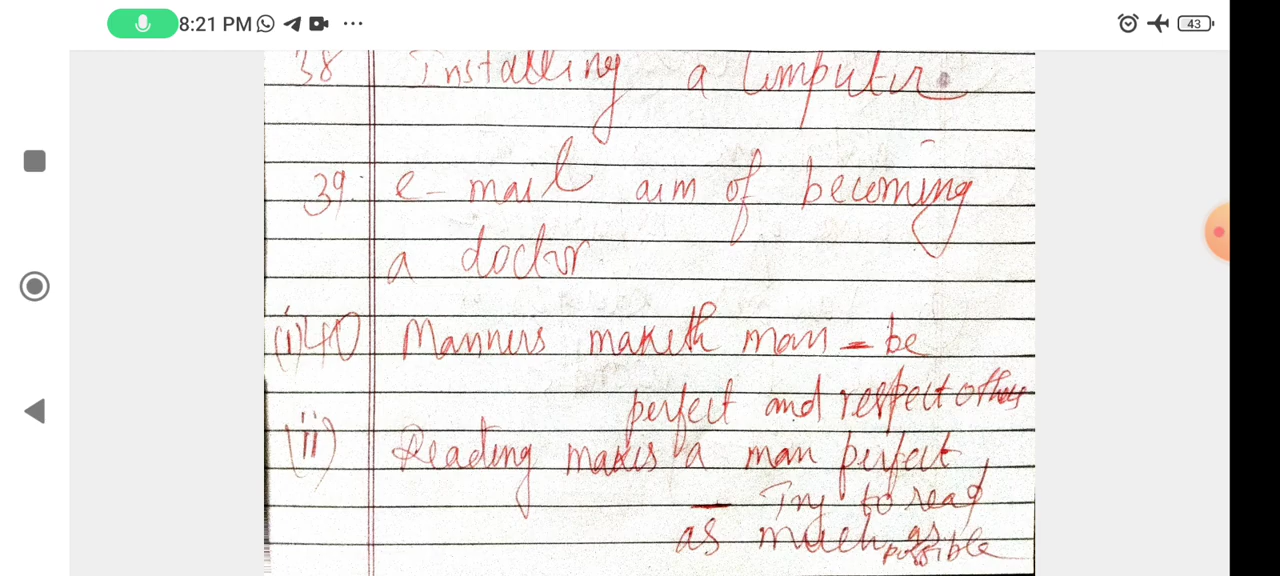 8:21 PM
43
38 Installing a Computer
39. e-mail aim of becoming
a doctor
(i) 40 Manners maketh man - be
perfect and respect others
(ii) Reading makes a man perfect,
- Try to read
as much as
possible